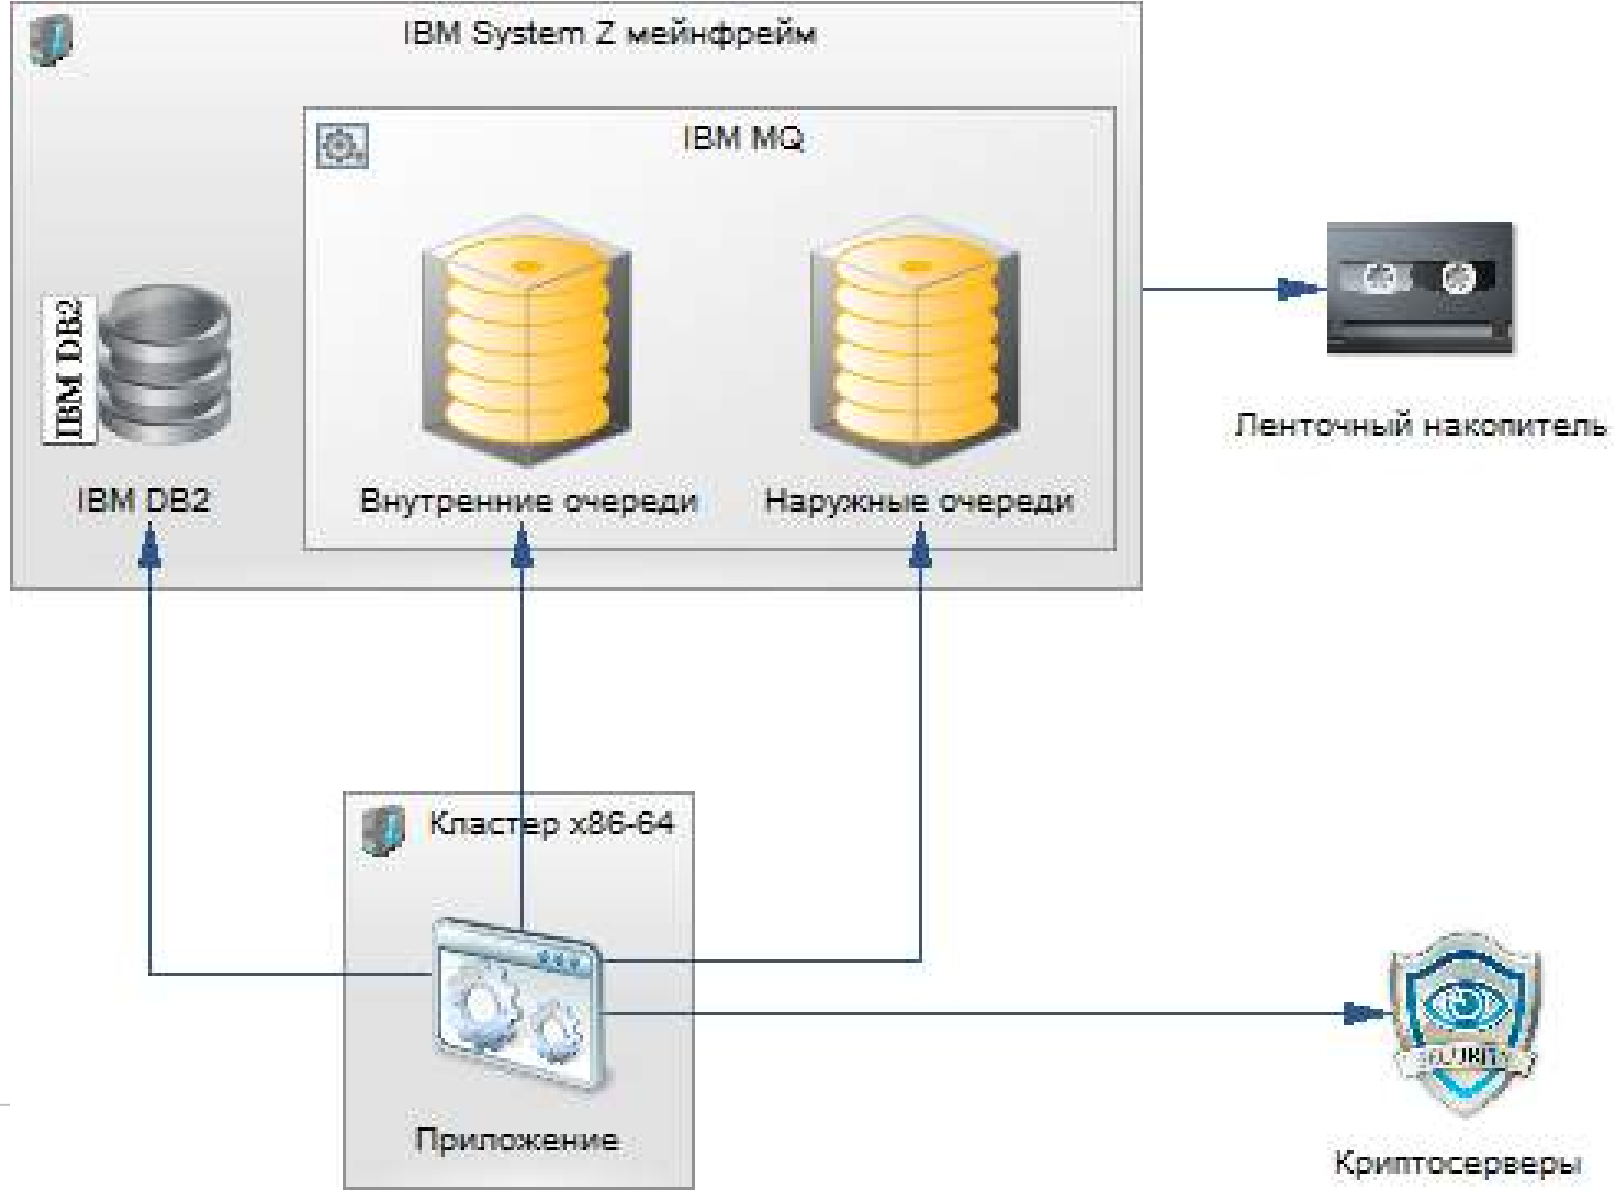 IBM System Z мейнфрейм
IBM MQ
IBM DB2
IBM DB2
Внутренние очереди
Наружные очереди
Ленточный накопитель
Кластер x86-64
Приложение
Криптосерверы